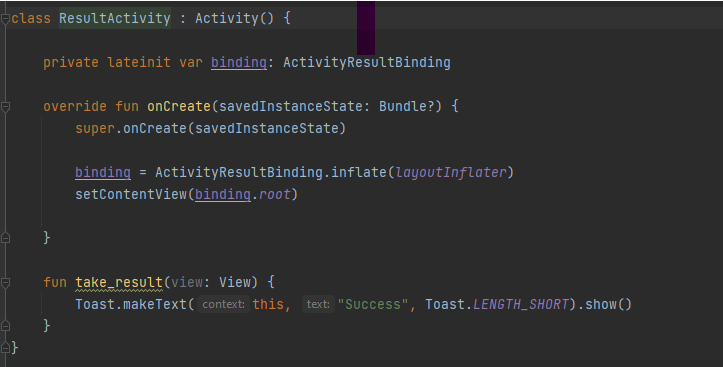 class ResultActivity : Activity() {
private lateinit var binding: ActivityResultBinding
override fun onCreate(savedInstanceState: Bundle?) {
super.onCreate(savedInstanceState)
binding = ActivityResultBinding.inflate(layoutInflater)
setContentView(binding.root)
}
fun take_result(view: View) {
Toast.makeText( context: this, text: "Success", Toast.LENGTH_SHORT).show()
}
}